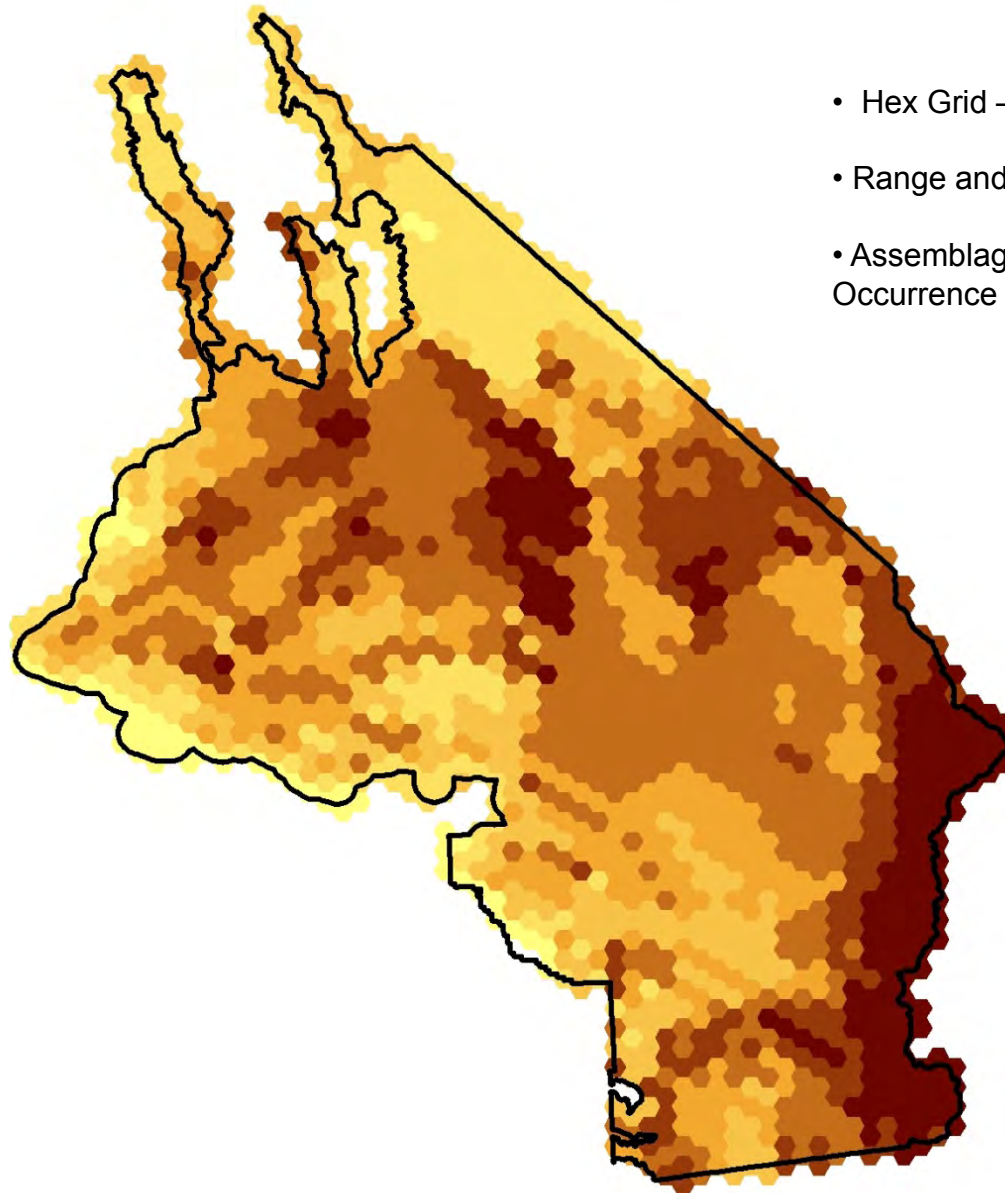 • Hex Grid -
• Range and
• Assemblag
Occurrence